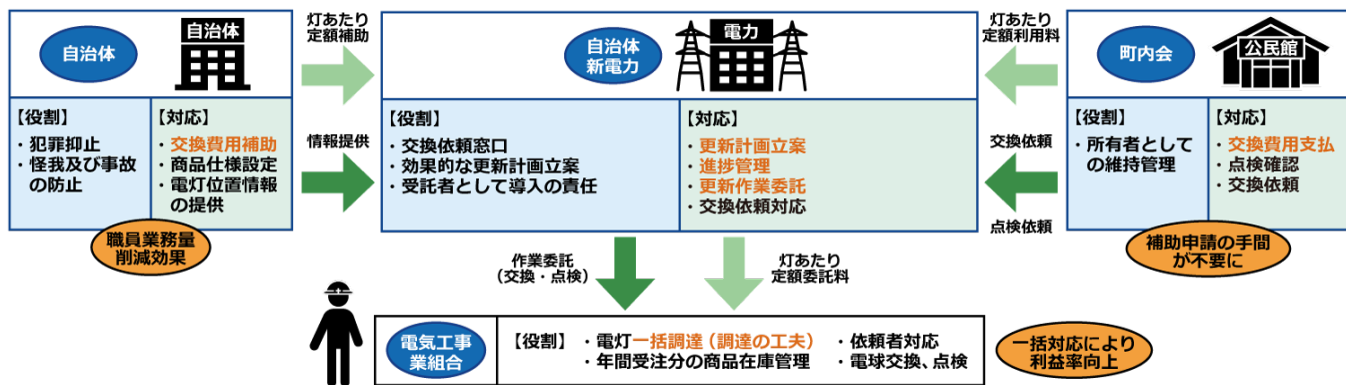 自治体
自治体
【役割】
・犯罪抑止
・怪我及び事故
の防止
【対応】
・交換費用補助
・商品仕様設定
・電灯位置情報
の提供
職員業務量
削減効果
灯あたり
定額補助
情報提供
自治体
新電力
電力
【役割】
・交換依頼窓口
・効果的な更新計画立案
・受託者として導入の責任
【対応】
・更新計画立案
・進捗管理
・更新作業委託
・交換依頼対応
灯あたり
定額利用料
交換依頼
点検依頼
町内会
公民館
【役割】
・所有者として
の維持管理
【対応】
・交換費用支払
・点検確認
・交換依頼
補助申請の手間
が不要に
作業委託
（交換・点検）
灯あたり
定額委託料
電気工事
業組合
【役割】
・電灯一括調達（調達の工夫）
・年間受注分の商品在庫管理
・依頼者対応
・電球交換、点検
一括対応により
利益率向上